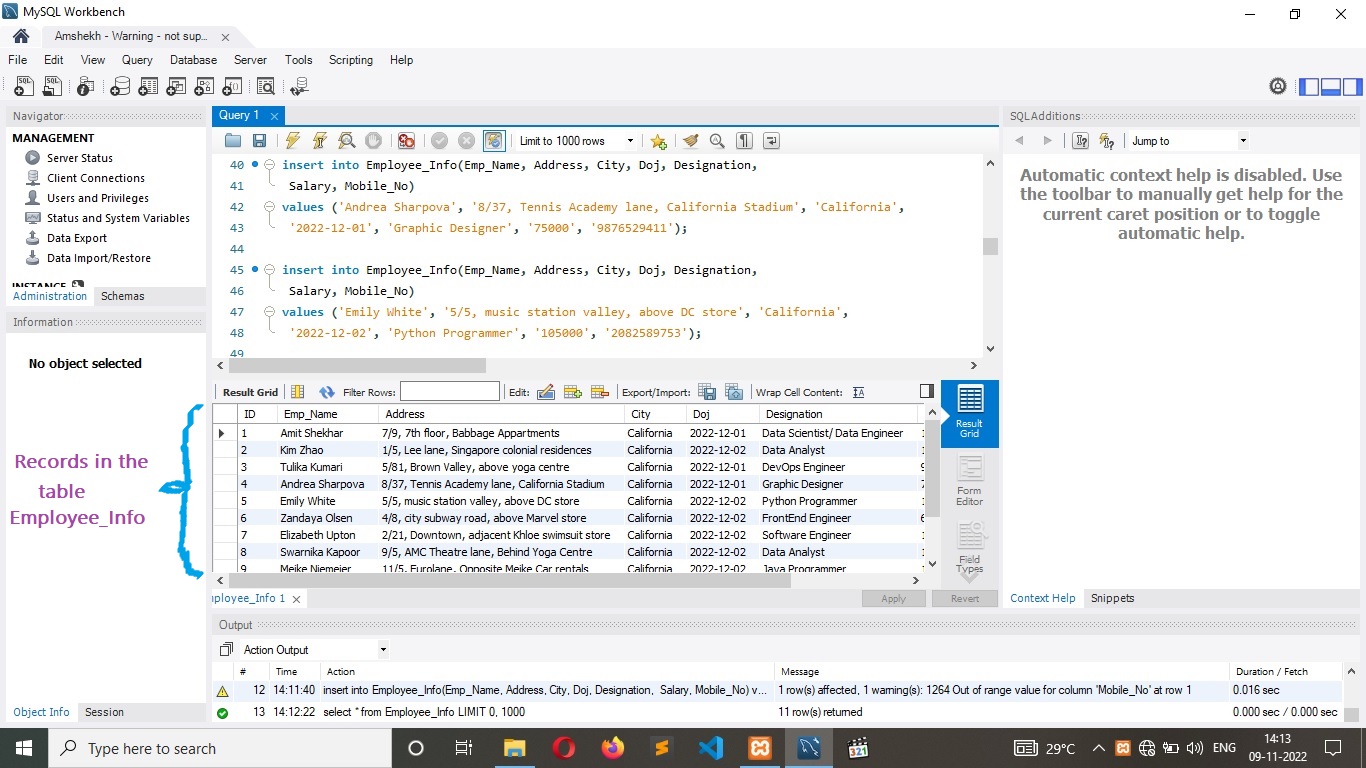 MySQL Workbench
Amshekh - Warning - not sup...
File Edit View Query Database Server Tools Scripting Help
Navigator
MANAGEMENT
Server Status
Client Connections
Users and Privileges
Status and System Variables
Data Export
Data Import/Restore
Administration Schemas
Information
No object selected
Records in the
table
Employee_Info
Object Info Session
Query 1
Limit to 1000 rows
40 insert into Employee_Info(Emp_Name, Address, City, Doj, Designation,
41 Salary, Mobile_No)
42 values ('Andrea Sharpova', '8/37, Tennis Academy lane, California Stadium', 'California',
43 '2022-12-01', 'Graphic Designer', '75000', '9876529411');
44
45 insert into Employee_Info(Emp_Name, Address, City, Doj, Designation,
46 Salary, Mobile_No)
47 values ('Emily White', '5/5, music station valley, above DC store', 'California',
48 '2022-12-02', 'Python Programmer', '105000', '2082589753');
49
Result Grid Filter Rows: Edit: Export/Import: Wrap Cell Content:
ID Emp_Name Address City Doj Designation
1 Amit Shekhar 7/9, 7th floor, Babbage Appartments California 2022-12-01 Data Scientist/ Data Engineer 1
2 Kim Zhao 1/5, Lee lane, Singapore colonial residences California 2022-12-02 Data Analyst 1
3 Tulika Kumari 5/81, Brown Valley, above yoga centre California 2022-12-01 DevOps Engineer 9
4 Andrea Sharpova 8/37, Tennis Academy lane, California Stadium California 2022-12-01 Graphic Designer 7
5 Emily White 5/5, music station valley, above DC store California 2022-12-02 Python Programmer 1
6 Zandaya Olsen 4/8, city subway road, above Marvel store California 2022-12-02 FrontEnd Engineer 6
7 Elizabeth Upton 2/21, Downtown, adjacent Khloe swimsuit store California 2022-12-02 Software Engineer 1
8 Swarnika Kapoor 9/5, AMC Theatre lane, Behind Yoga Centre California 2022-12-02 Data Analyst 1
9 Meike Niemeier 11/5, Eurolane, Opposite Meike Car rentals California 2022-12-02 Java Programmer 1
Result
Grid
Form
Editor
Field
Types
ployee_Info 1 Apply Revert
SQLAdditions
Jump to
Automatic context help is disabled. Use
the toolbar to manually get help for the
current caret position or to toggle
automatic help.
Context Help Snippets
Output
Action Output
# Time Action Message Duration / Fetch
12 14:11:40 insert into Employee_Info(Emp_Name, Address, City, Doj, Designation, Salary, Mobile_No) v... 1 row(s) affected, 1 warning(s): 1264 Out of range value for column 'Mobile_No' at row 1 0.016 sec
13 14:12:22 select * from Employee_Info LIMIT 0, 1000 11 row(s) returned 0.000 sec / 0.000 sec
Type here to search
321
29°C
ENG
14:13
09-11-2022